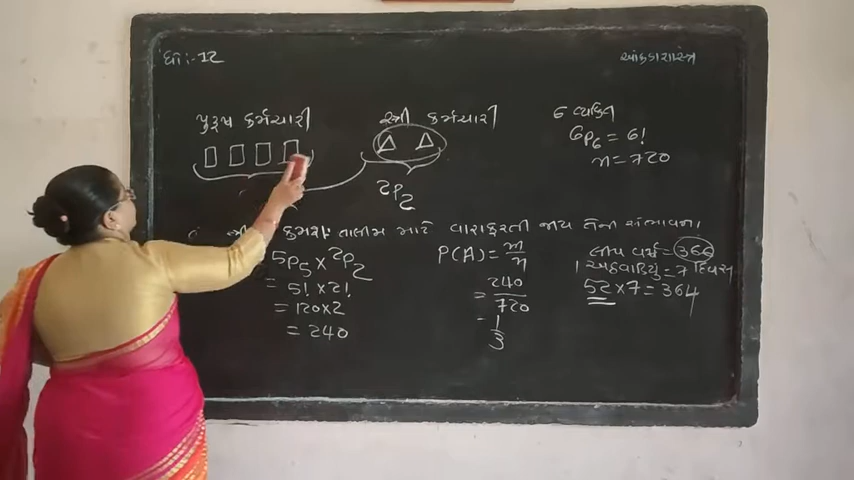 ધો :- 12
આંકડાશાસ્ત્ર
પુરુષ કર્મચારી
સ્ત્રી કર્મચારી
²P₂
6 વ્યક્તિ
6P₆ = 6!
n = 720
ક્રમશઃ તાલીમ માટે વારાફરતી જાય તેની સંભાવના
5P₅ x ²P₂
= 5! x 2!
= 120 x 2
= 240
P(A) = m/n
= 240/720
= 1/3
લીપ વર્ષ = 366
1 અઠવાડિયું = 7 દિવસ
52 x 7 = 364